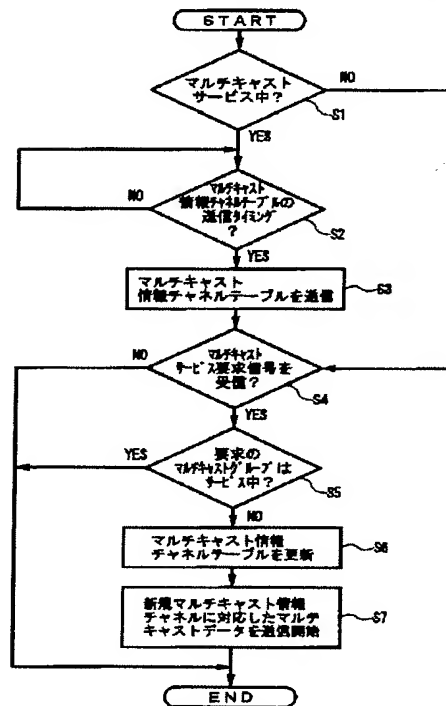 START
マルチキャスト
サービス中?
NO
S1
YES
NO
マルチキャスト
情報チャネルテーブルの
送信タイミング
?
S2
YES
マルチキャスト
情報チャネルテーブルを送信
S3
NO
マルチキャスト
サービス要求信号を
受信?
S4
YES
YES
要求の
マルチキャストグループは
サービス中?
S5
NO
マルチキャスト情報
チャネルテーブルを更新
S6
新規マルチキャスト情報
チャネルに対応したマルチ
キャストデータを送信開始
S7
END